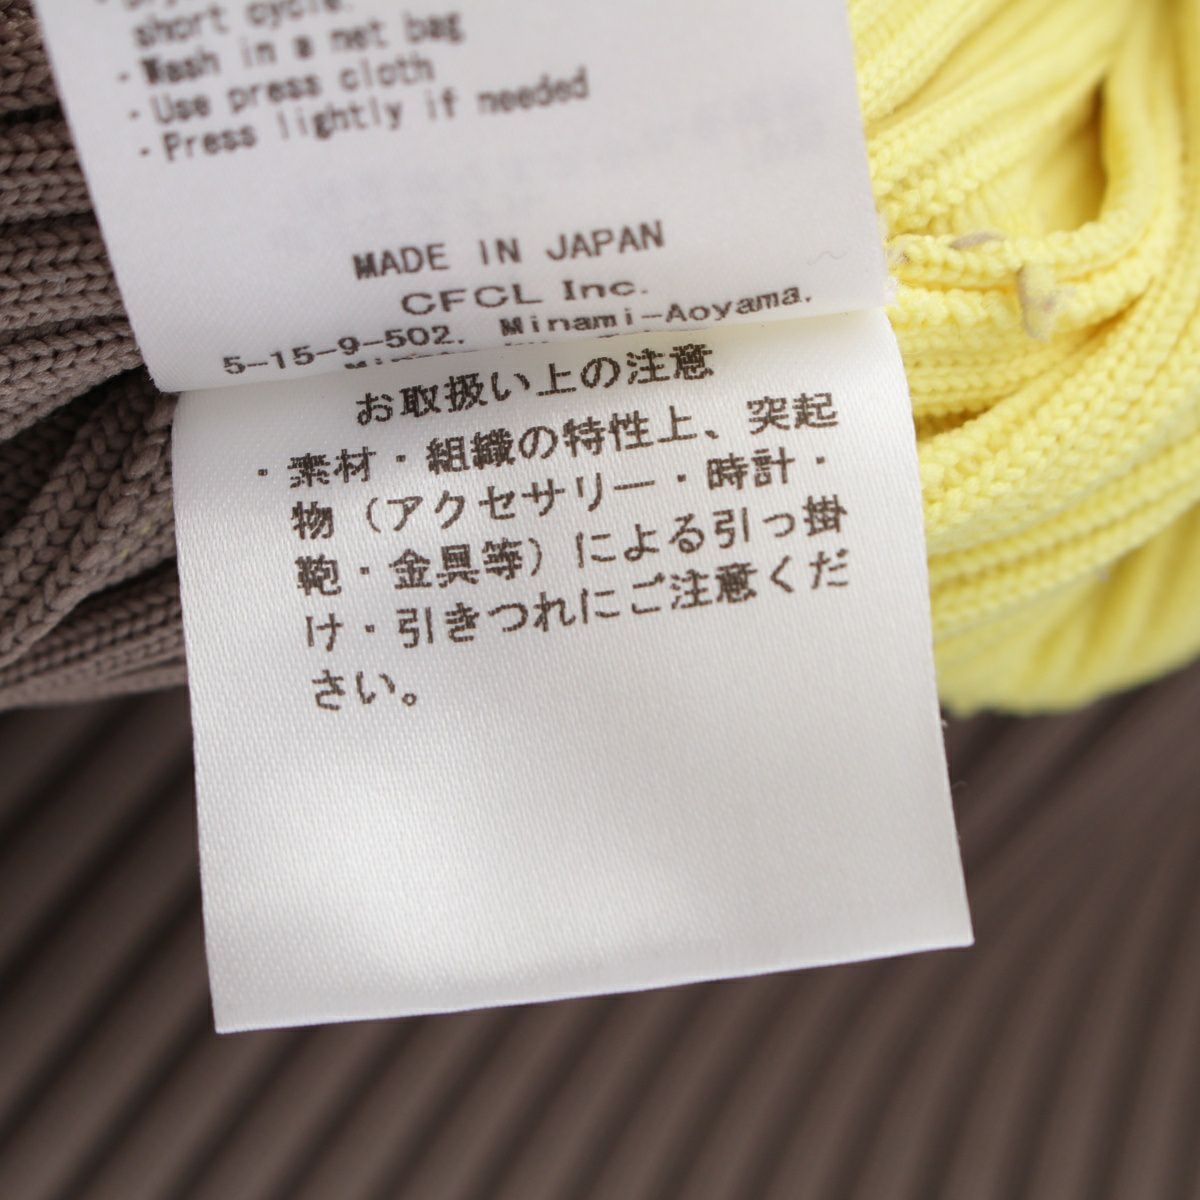 short cycle.
・Wash in a net bag
・Use press cloth
・Press lightly if needed
MADE IN JAPAN
CFCL Inc.
5-15-9-502, Minami-Aoyama,
お取扱い上の注意
・素材・組織の特性上、突起
物（アクセサリー・時計・
鞄・金具等）による引っ掛
け・引きつれにご注意くだ
さい。